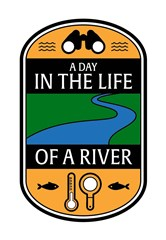 A DAY
IN THE LIFE
OF A RIVER